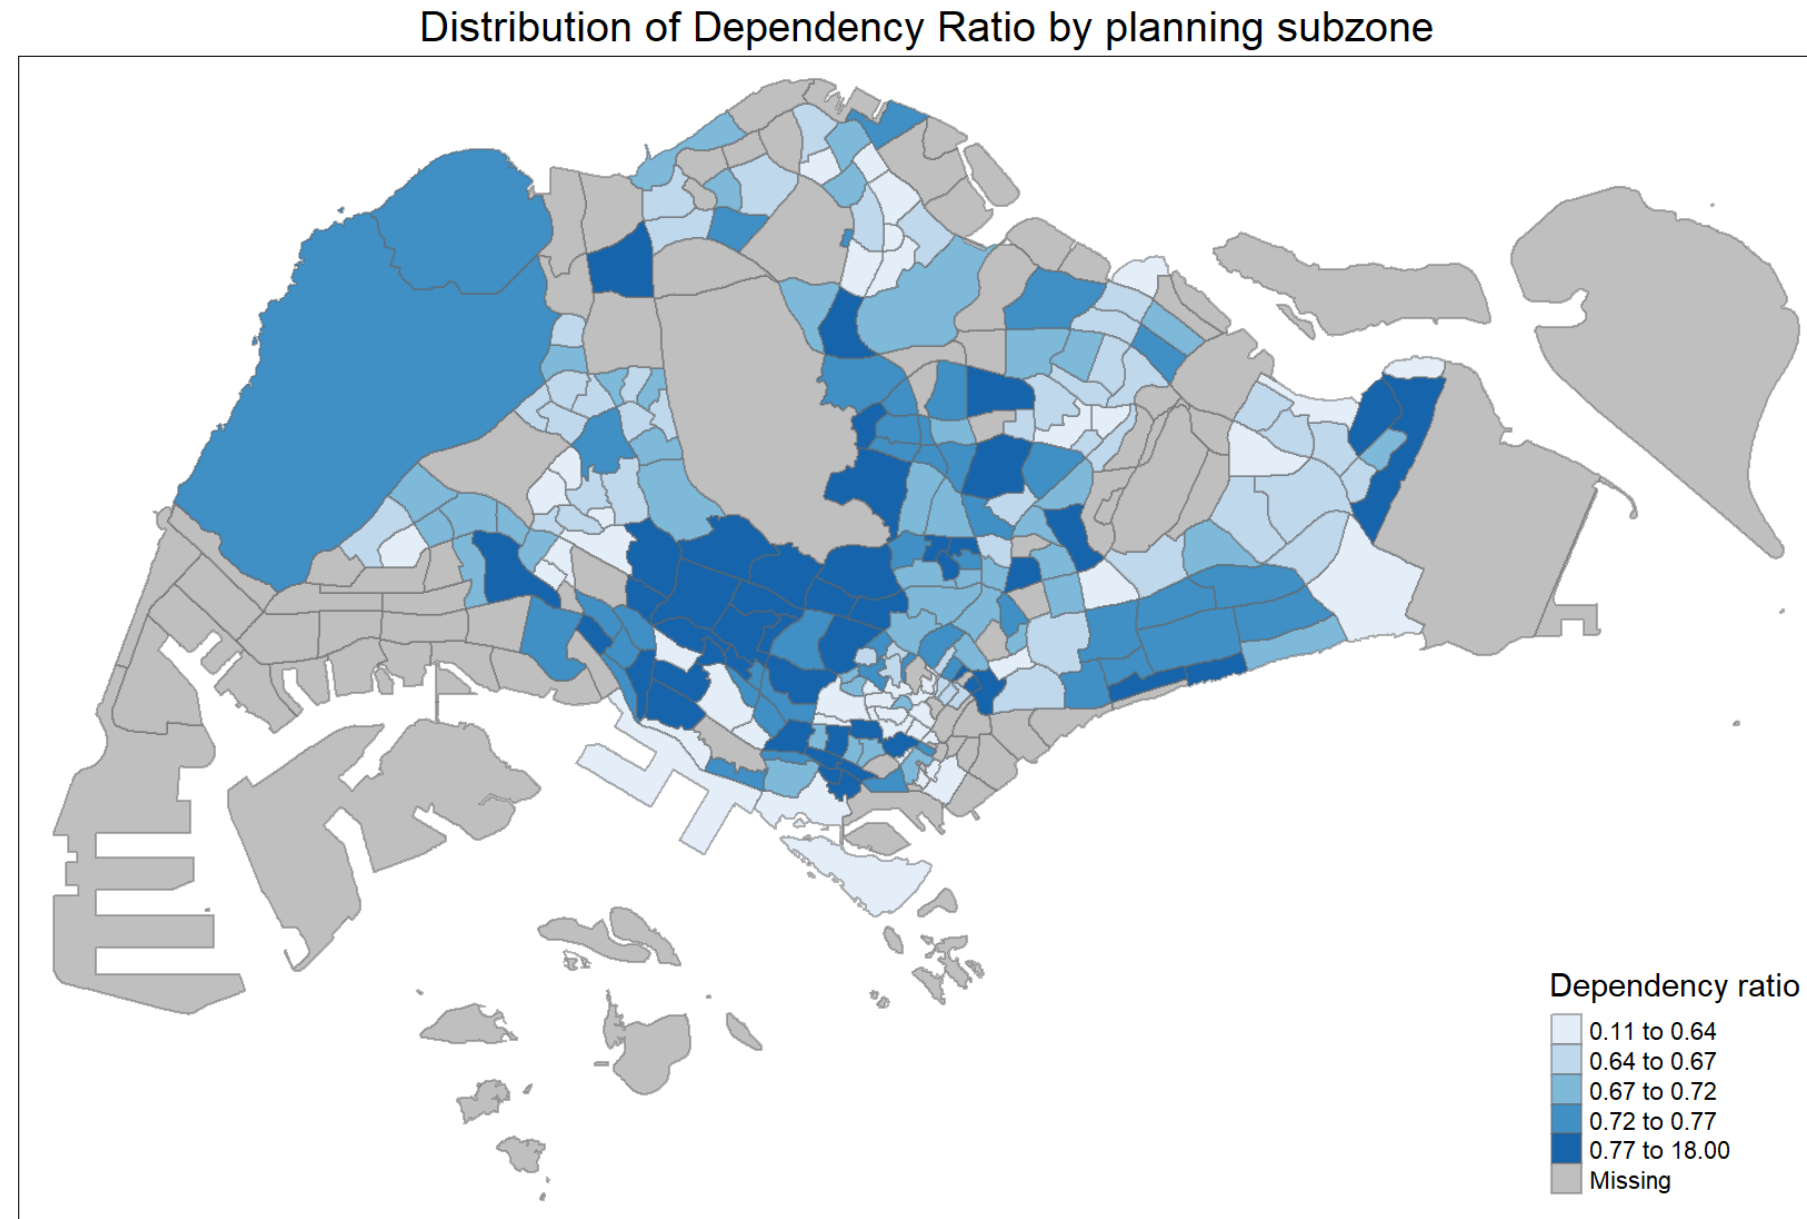 Distribution of Dependency Ratio by planning subzone
Dependency ratio
0.11 to 0.64
0.64 to 0.67
0.67 to 0.72
0.72 to 0.77
0.77 to 18.00
Missing